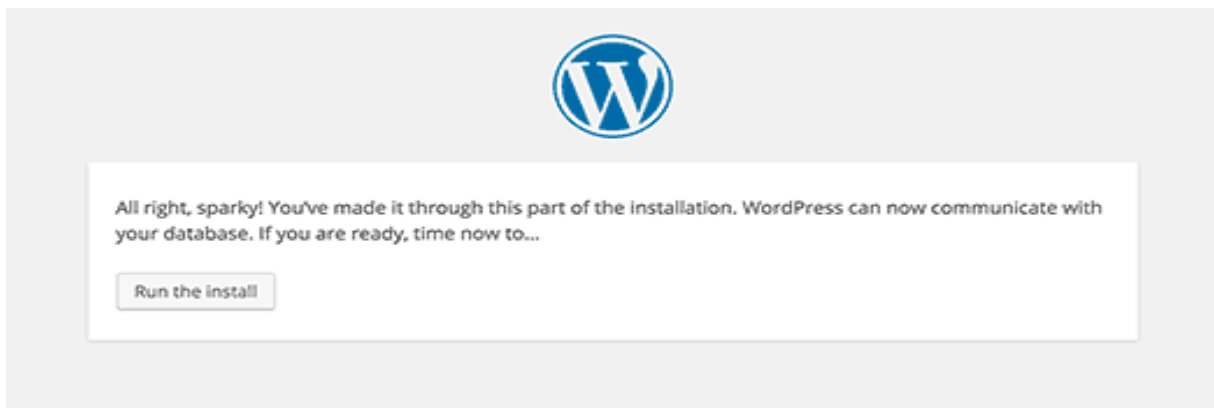 All right, sparky! You've made it through this part of the installation. WordPress can now communicate with
your database. If you are ready, time now to...
Run the install